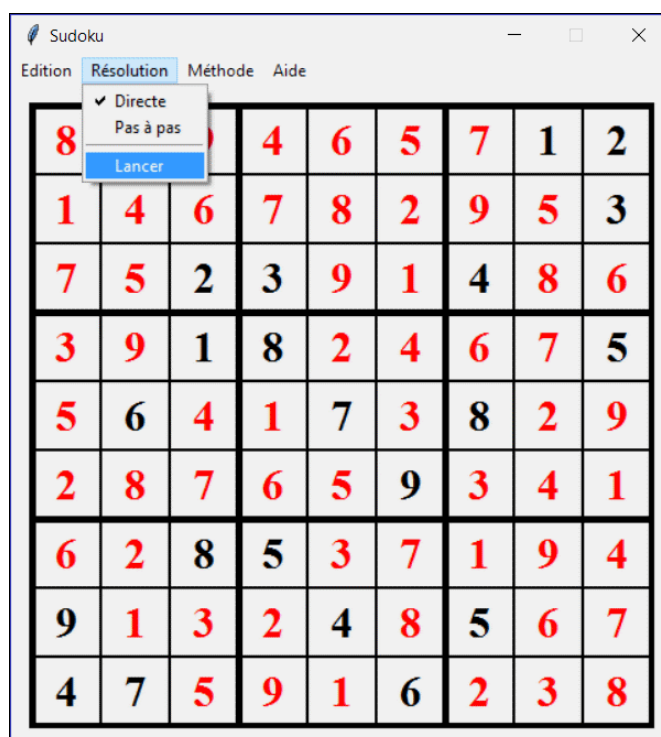 Sudoku
Edition Résolution Méthode Aide
Directe
Pas à pas
Lancer
8 4 6 5 7 1 2
1 4 6 7 8 2 9 5 3
7 5 2 3 9 1 4 8 6
3 9 1 8 2 4 6 7 5
5 6 4 1 7 3 8 2 9
2 8 7 6 5 9 3 4 1
6 2 8 5 3 7 1 9 4
9 1 3 2 4 8 5 6 7
4 7 5 9 1 6 2 3 8